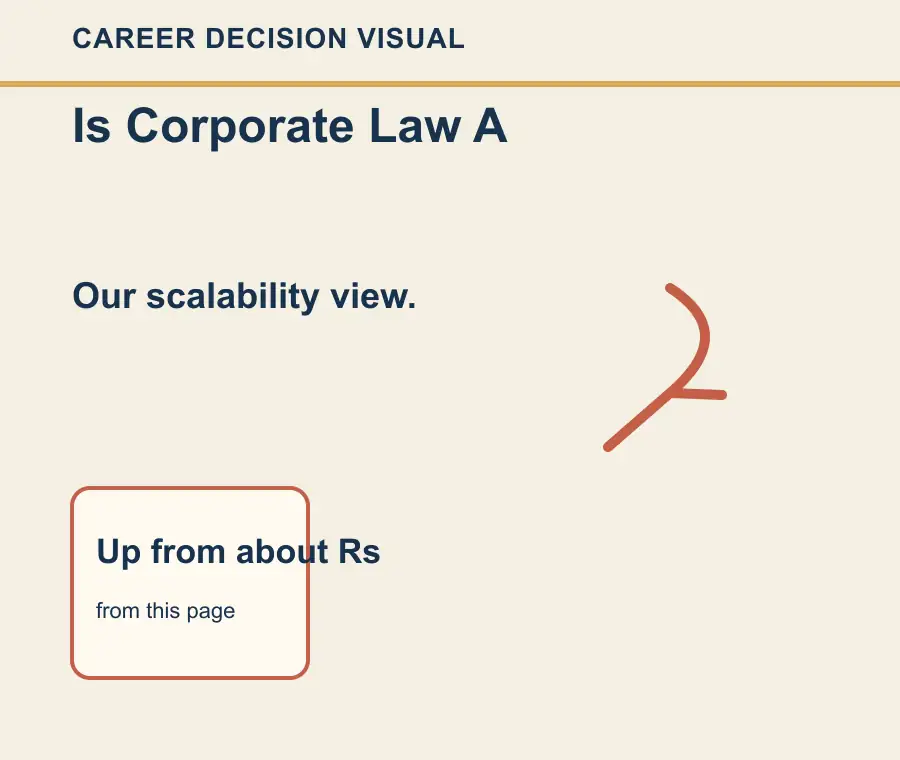 CAREER DECISION VISUAL
Is Corporate Law A
Our scalability view.
Up from about Rs
from this page